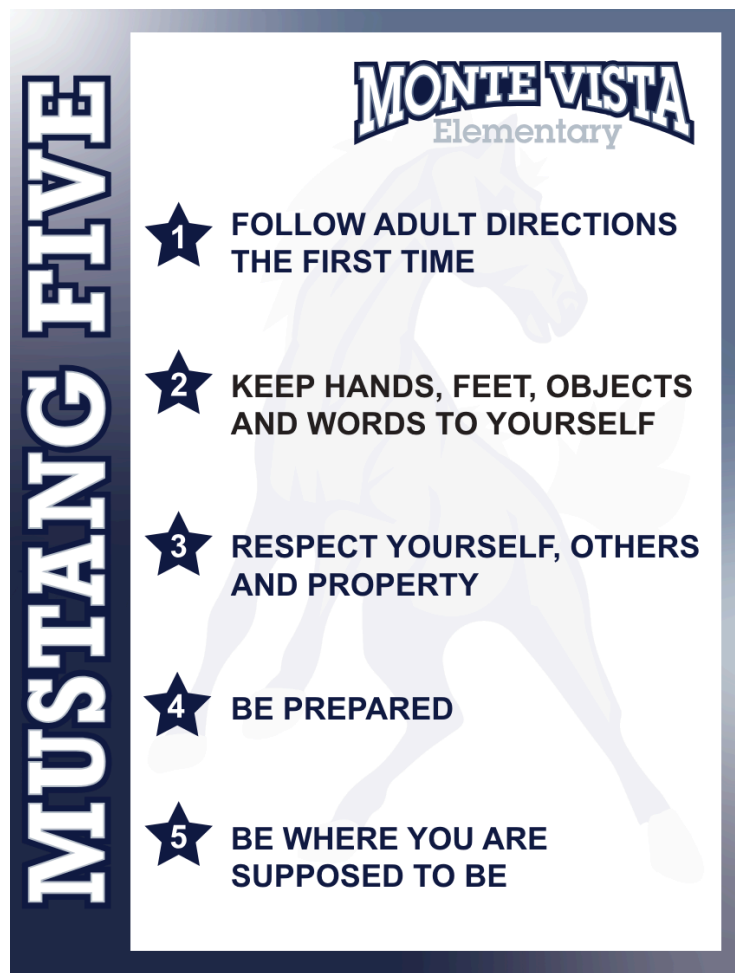 MUSTANG FIVE
MONTE VISTA
Elementary
1 FOLLOW ADULT DIRECTIONS
THE FIRST TIME
2 KEEP HANDS, FEET, OBJECTS
AND WORDS TO YOURSELF
3 RESPECT YOURSELF, OTHERS
AND PROPERTY
4 BE PREPARED
5 BE WHERE YOU ARE
SUPPOSED TO BE